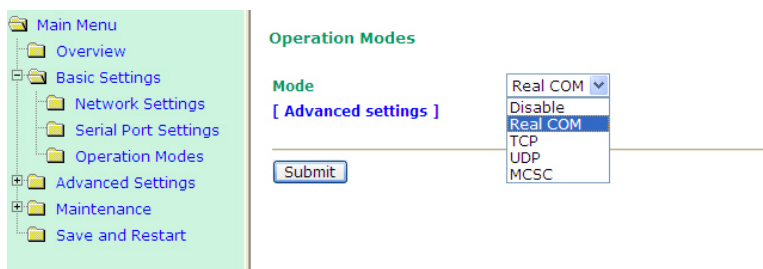 Main Menu
Overview
Basic Settings
Network Settings
Serial Port Settings
Operation Modes
Advanced Settings
Maintenance
Save and Restart
Operation Modes
Mode
Real COM
[ Advanced settings ]
Disable
Real COM
TCP
UDP
MCSC
Submit